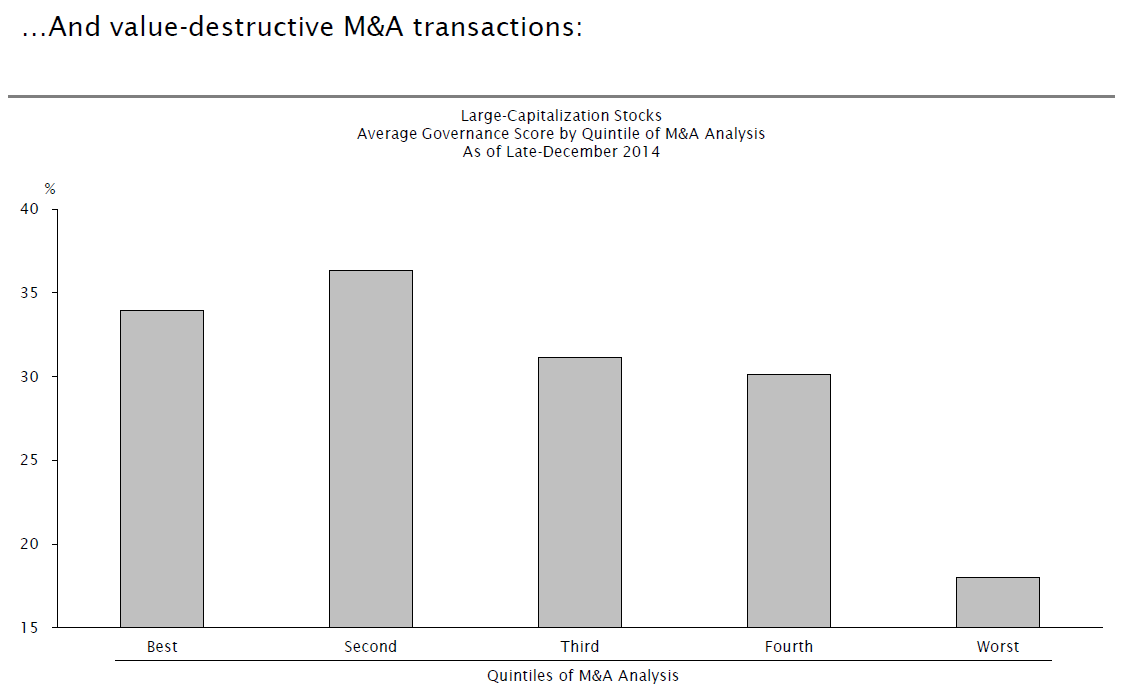 …And value-destructive M&A transactions:
Large-Capitalization Stocks
Average Governance Score by Quintile of M&A Analysis
As of Late-December 2014
%
40
35
30
25
20
15
Best Second Third Fourth Worst
Quintiles of M&A Analysis